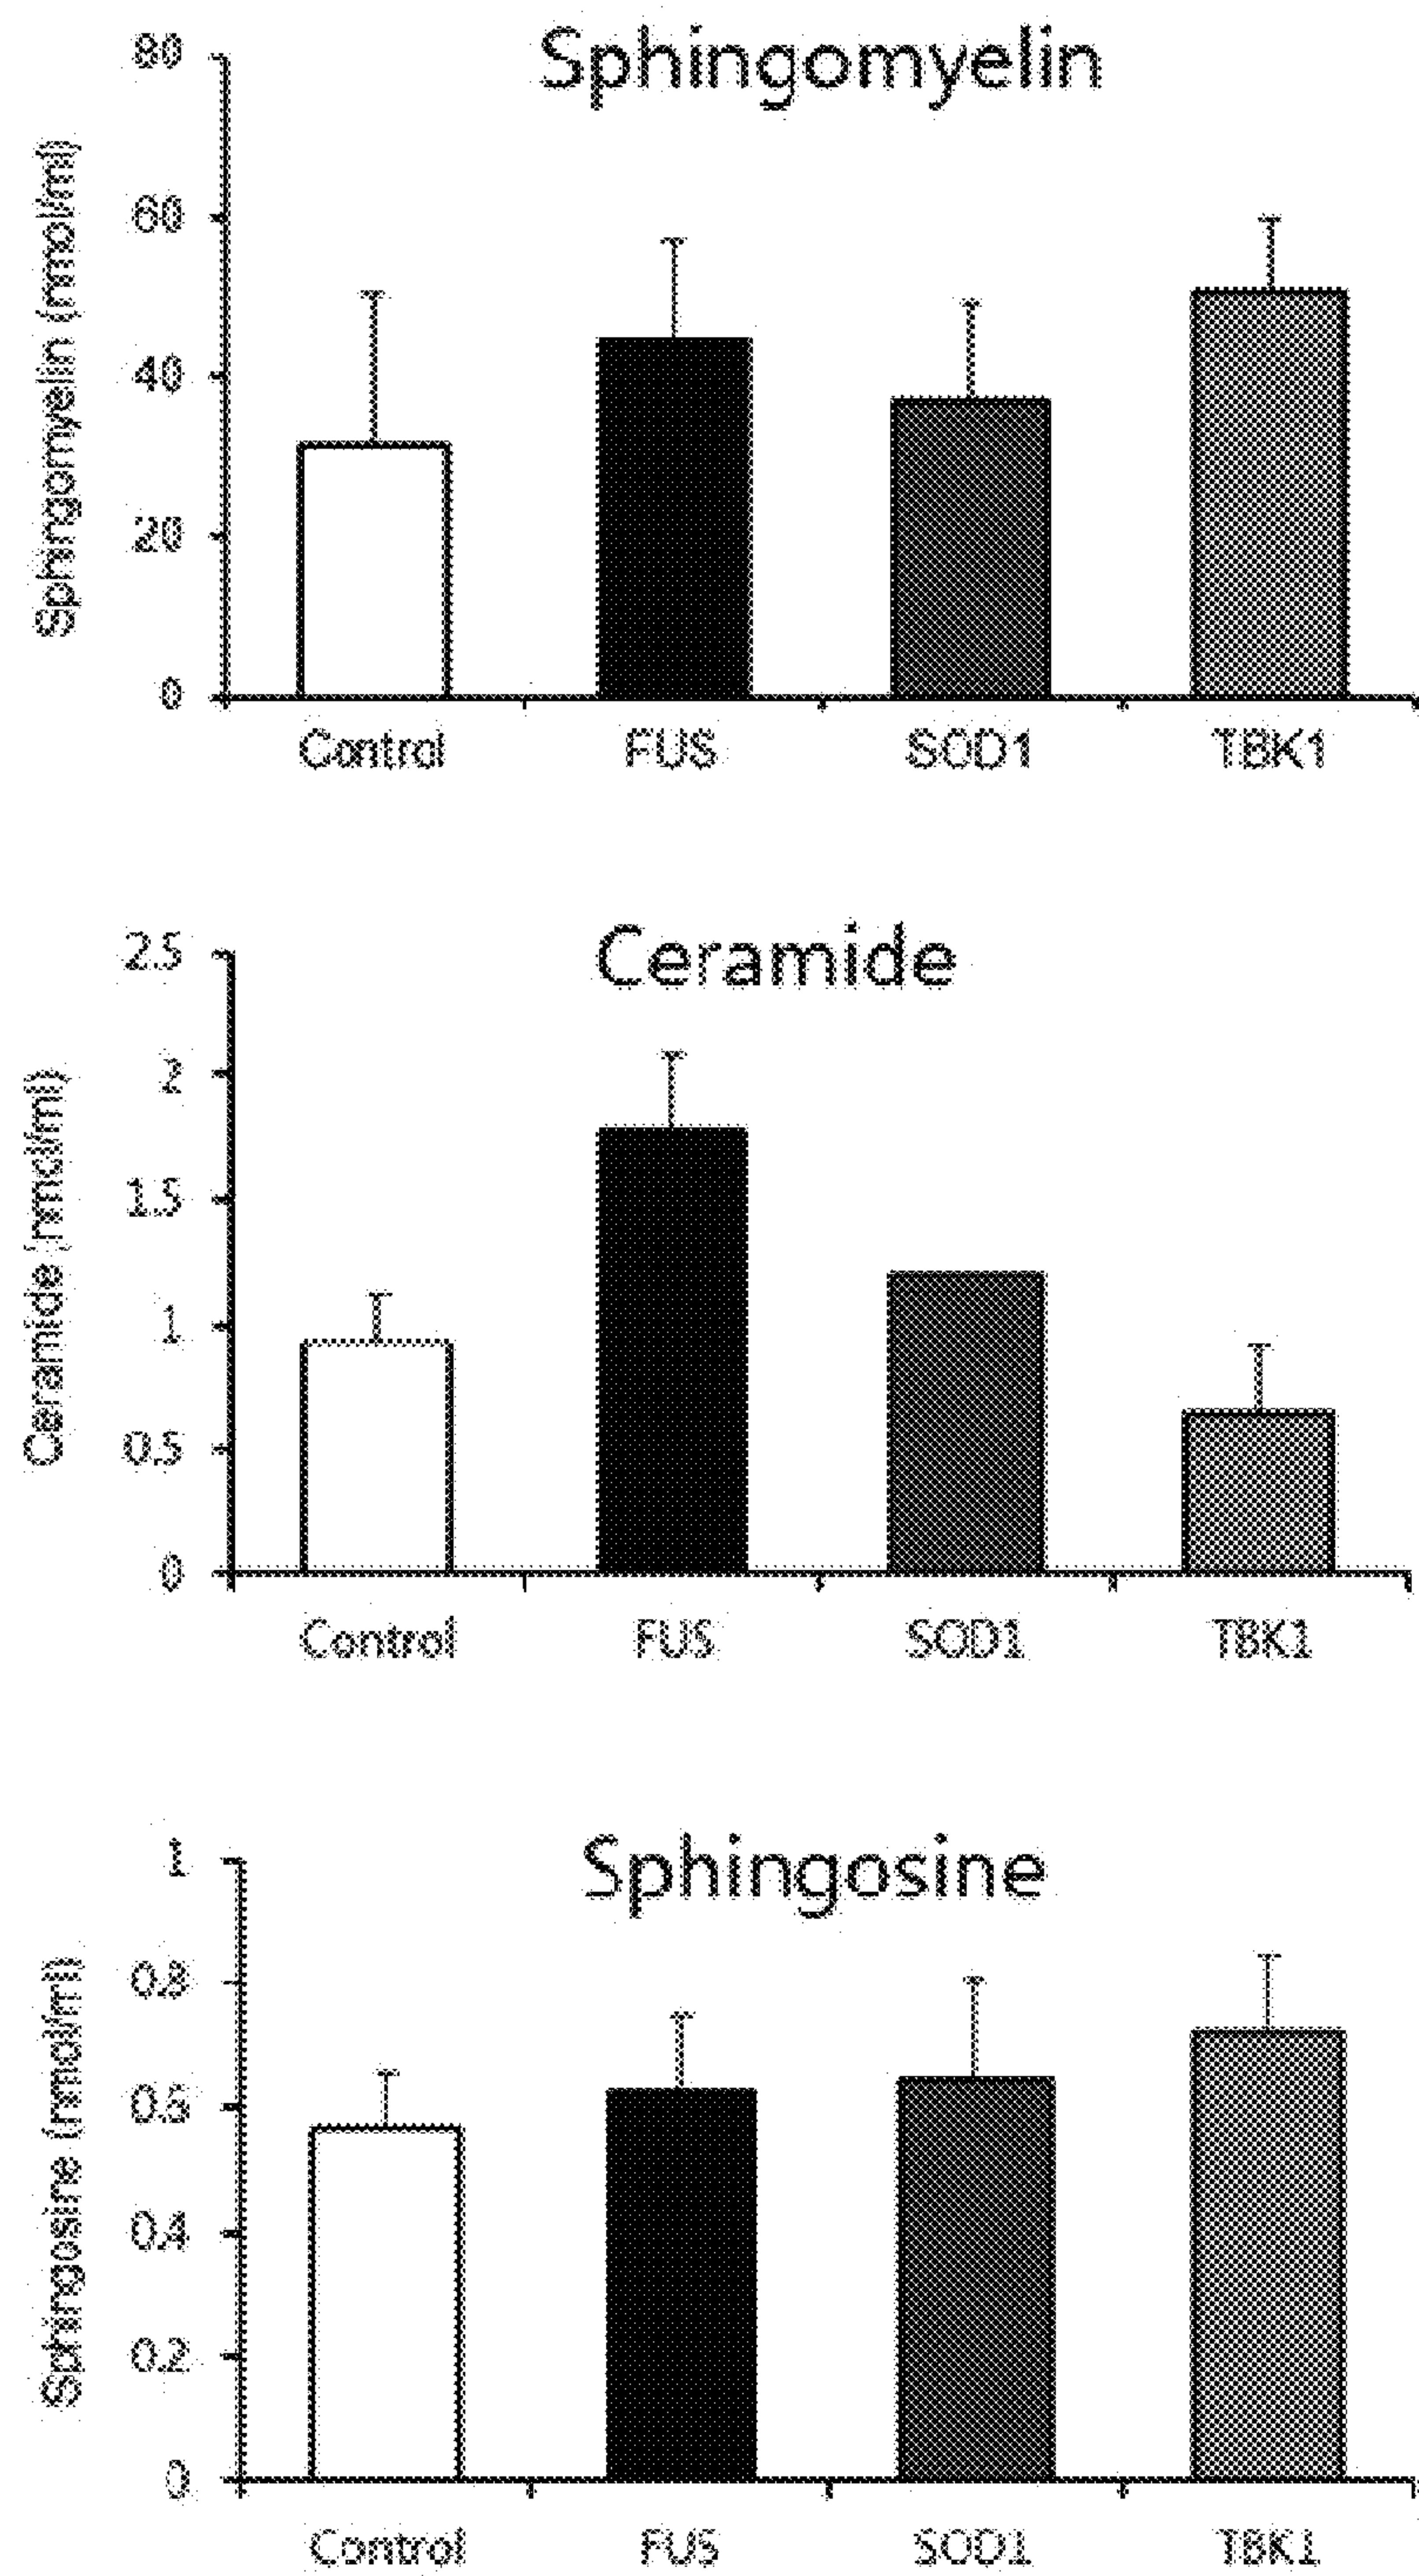 Sphingomyelin
Sphingomyelin (nmol/ml)
80
60
40
20
0
Control FUS SOD1 TBK1
Ceramide
Ceramide (nmol/ml)
2.5
2
1.5
1
0.5
0
Control FUS SOD1 TBK1
Sphingosine
Sphingosine (nmol/ml)
1
0.8
0.6
0.4
0.2
0
Control FUS SOD1 TBK1